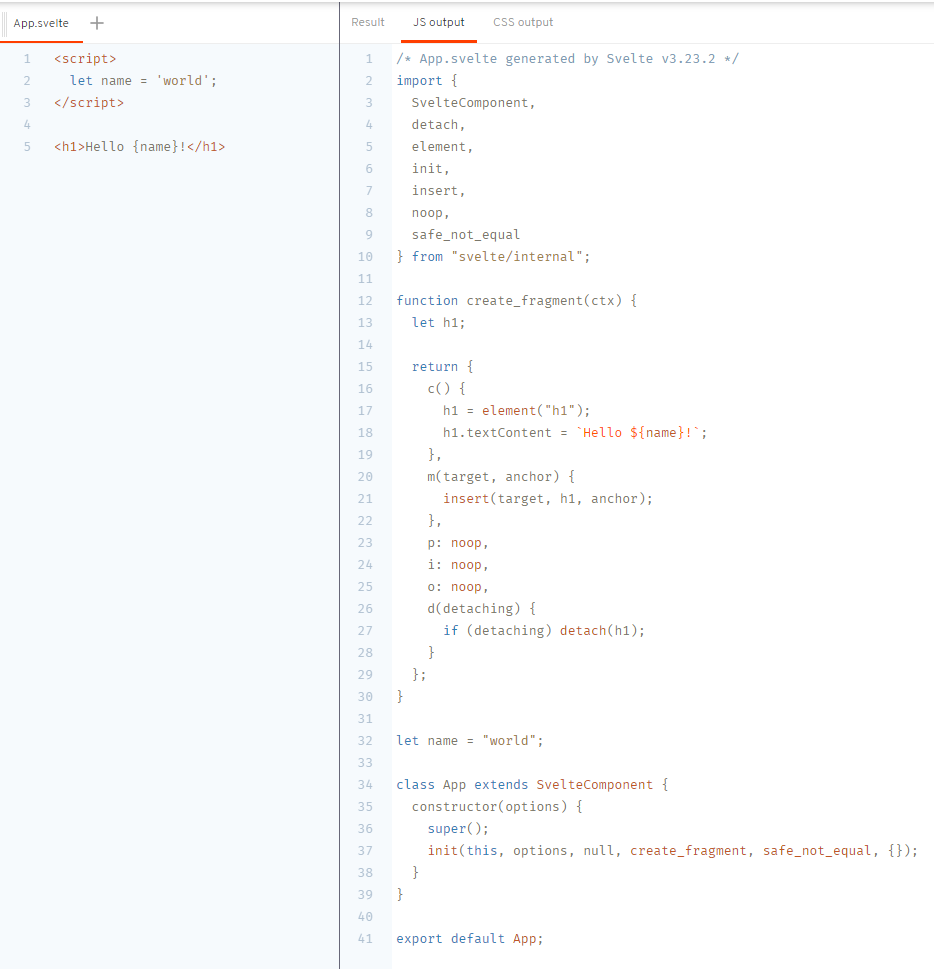 App.svelte +
1 <script>
2   let name = 'world';
3 </script>
4
5 <h1>Hello {name}!</h1>
Result JS output CSS output
1 /* App.svelte generated by Svelte v3.23.2 */
2 import {
3   SvelteComponent,
4   detach,
5   element,
6   init,
7   insert,
8   noop,
9   safe_not_equal
10 } from "svelte/internal";
11
12 function create_fragment(ctx) {
13   let h1;
14
15   return {
16     c() {
17       h1 = element("h1");
18       h1.textContent = `Hello ${name}!`;
19     },
20     m(target, anchor) {
21       insert(target, h1, anchor);
22     },
23     p: noop,
24     i: noop,
25     o: noop,
26     d(detaching) {
27       if (detaching) detach(h1);
28     }
29   };
30 }
31
32 let name = "world";
33
34 class App extends SvelteComponent {
35   constructor(options) {
36     super();
37     init(this, options, null, create_fragment, safe_not_equal, {});
38   }
39 }
40
41 export default App;